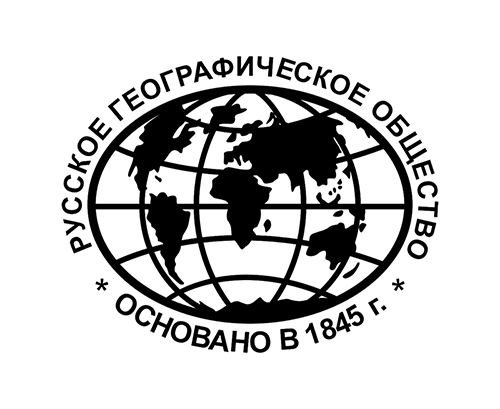 РУССКОЕ ГЕОГРАФИЧЕСКОЕ ОБЩЕСТВО
* ОСНОВАНО В 1845 г. *